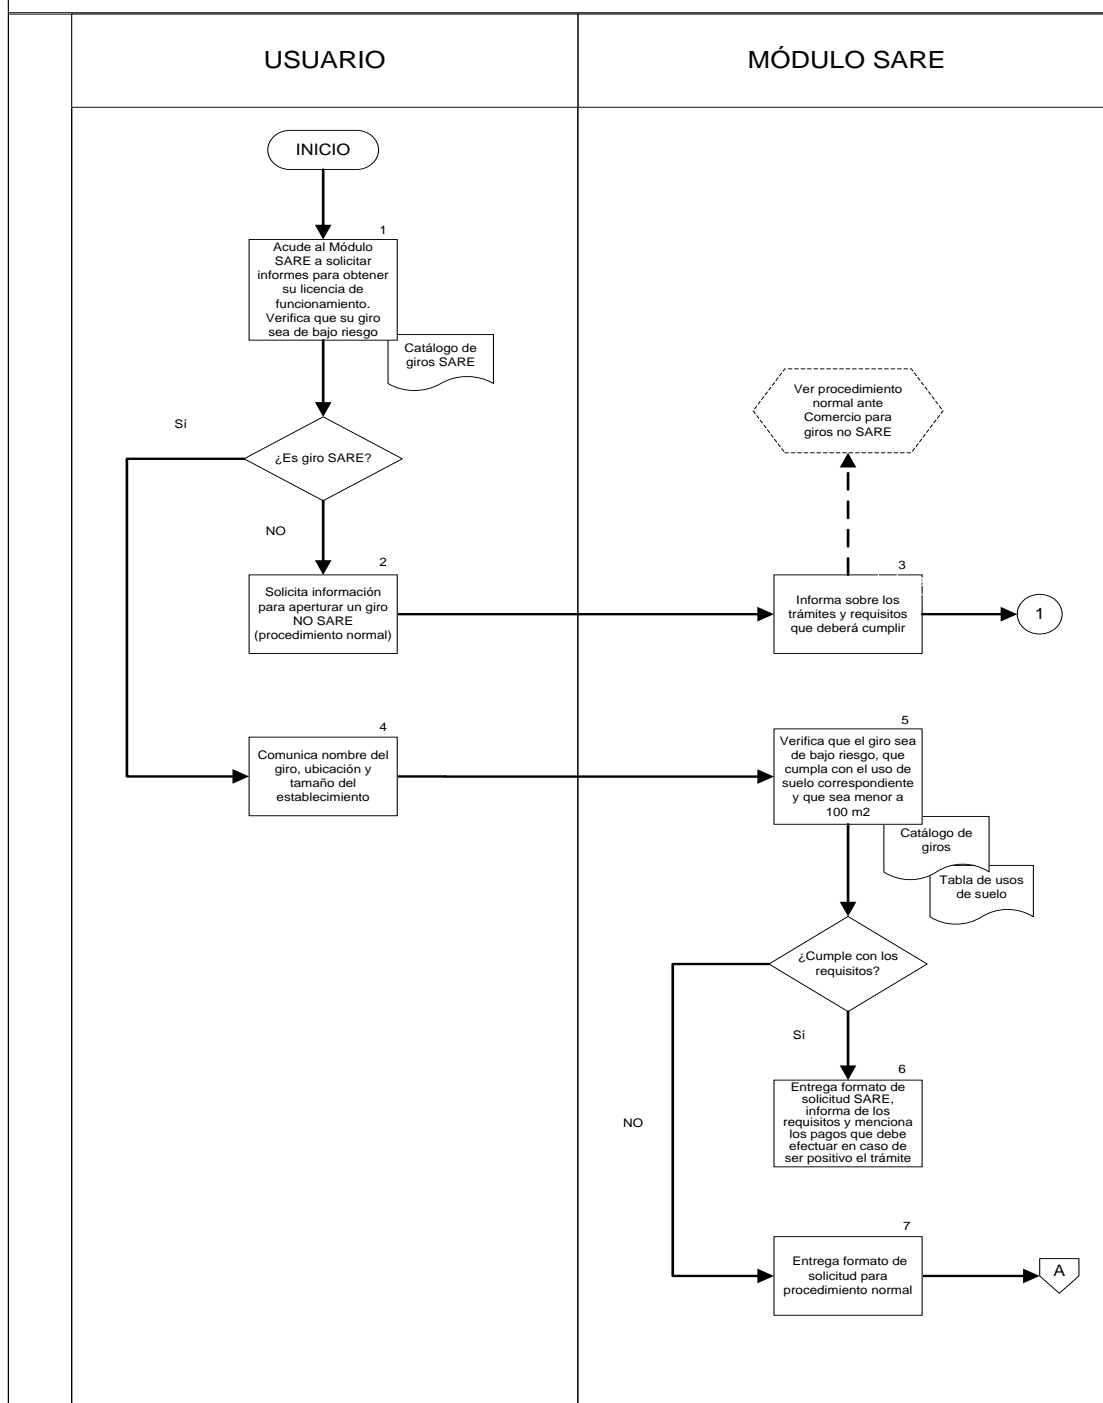 USUARIO
MÓDULO SARE
INICIO
1
Acude al Módulo
SARE a solicitar
informes para obtener
su licencia de
funcionamiento.
Verifica que su giro
sea de bajo riesgo
Catálogo de
giros SARE
Sí
¿Es giro SARE?
NO
Ver procedimiento
normal ante
Comercio para
giros no SARE
2
Solicita información
para aperturar un giro
NO SARE
(procedimiento normal)
3
Informa sobre los
trámites y requisitos
que deberá cumplir
1
4
Comunica nombre del
giro, ubicación y
tamaño del
establecimiento
5
Verifica que el giro sea
de bajo riesgo, que
cumpla con el uso de
suelo correspondiente
y que sea menor a
100 m2
Catálogo de
giros
Tabla de usos
de suelo
¿Cumple con los
requisitos?
Sí
NO
6
Entrega formato de
solicitud SARE,
informa de los
requisitos y menciona
los pagos que debe
efectuar en caso de
ser positivo el trámite
7
Entrega formato de
solicitud para
procedimiento normal
A